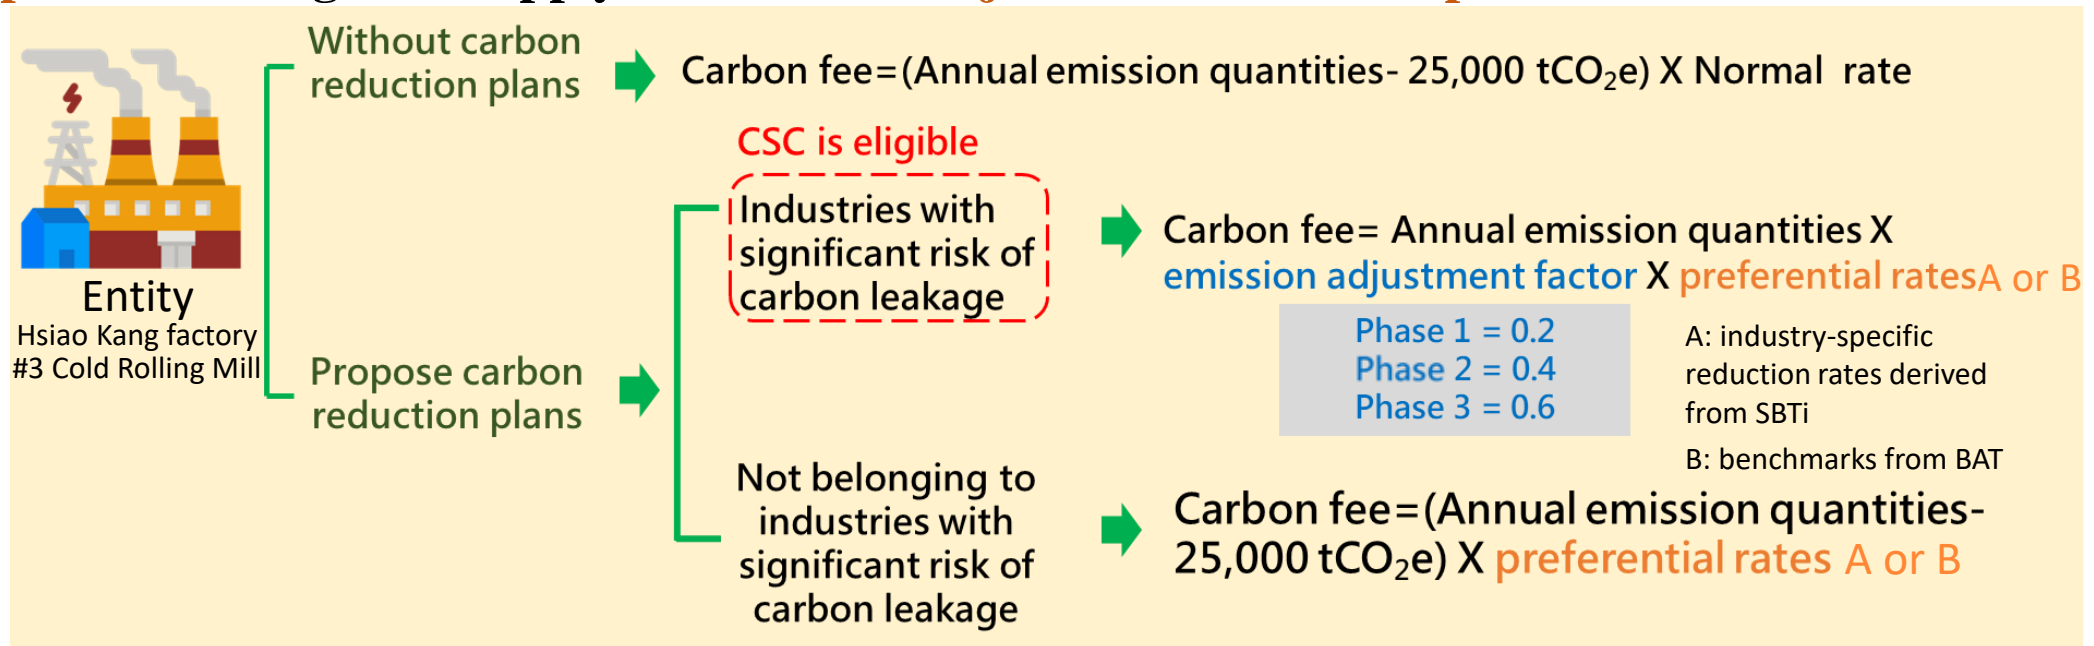 Without carbon
reduction plans
Carbon fee=(Annual emission quantities- 25,000 tCO₂e) X Normal rate
CSC is eligible
Industries with
significant risk of
carbon leakage
Carbon fee= Annual emission quantities X
emission adjustment factor X preferential ratesA or B
Phase 1 = 0.2
Phase 2 = 0.4
Phase 3 = 0.6
A: industry-specific
reduction rates derived
from SBTi
B: benchmarks from BAT
Entity
Hsiao Kang factory
#3 Cold Rolling Mill
Propose carbon
reduction plans
Not belonging to
industries with
significant risk of
carbon leakage
Carbon fee=(Annual emission quantities-
25,000 tCO₂e) X preferential rates A or B